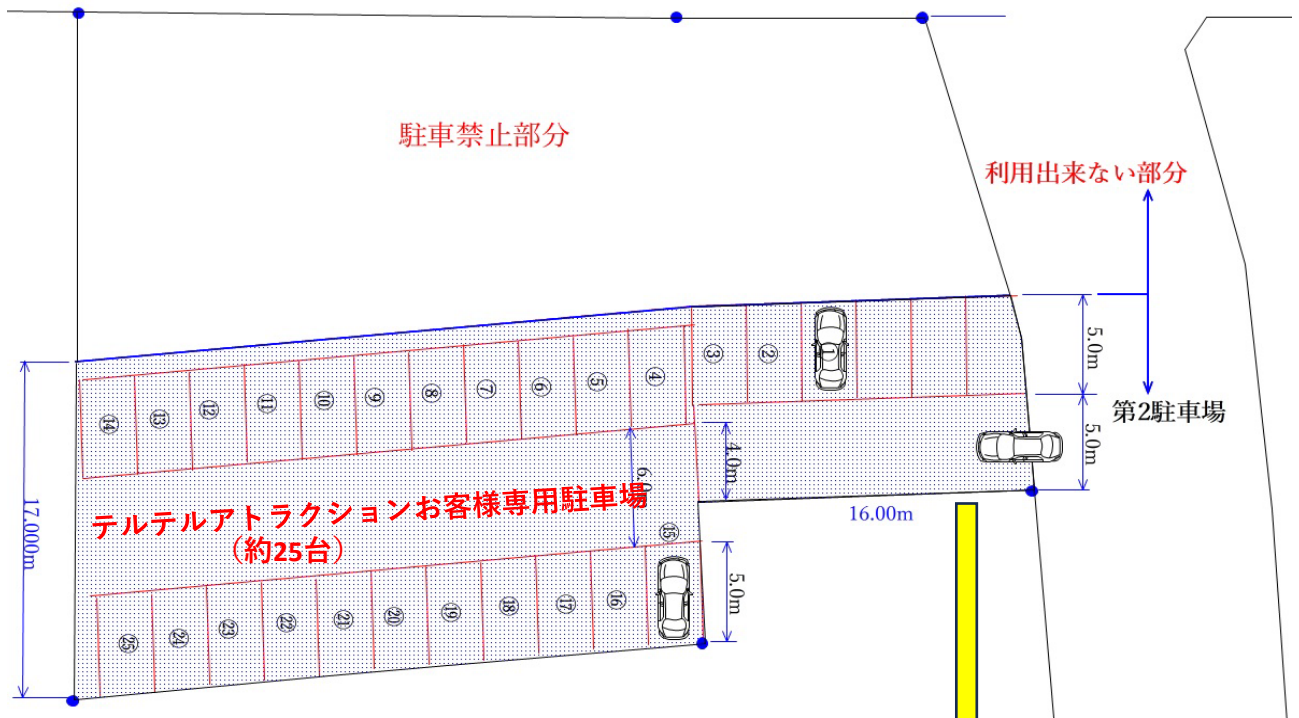 駐車禁止部分
利用出来ない部分
第2駐車場
5.0m
5.0m
③
②
①
⑭
⑬
⑫
⑪
⑩
⑨
⑧
⑦
⑥
⑤
④
4.0m
6.0
16.00m
17.000m
テルテルアトラクションお客様専用駐車場
（約25台）
⑮
5.0m
㉕
㉔
㉓
㉒
㉑
⑳
⑲
⑱
⑰
⑯